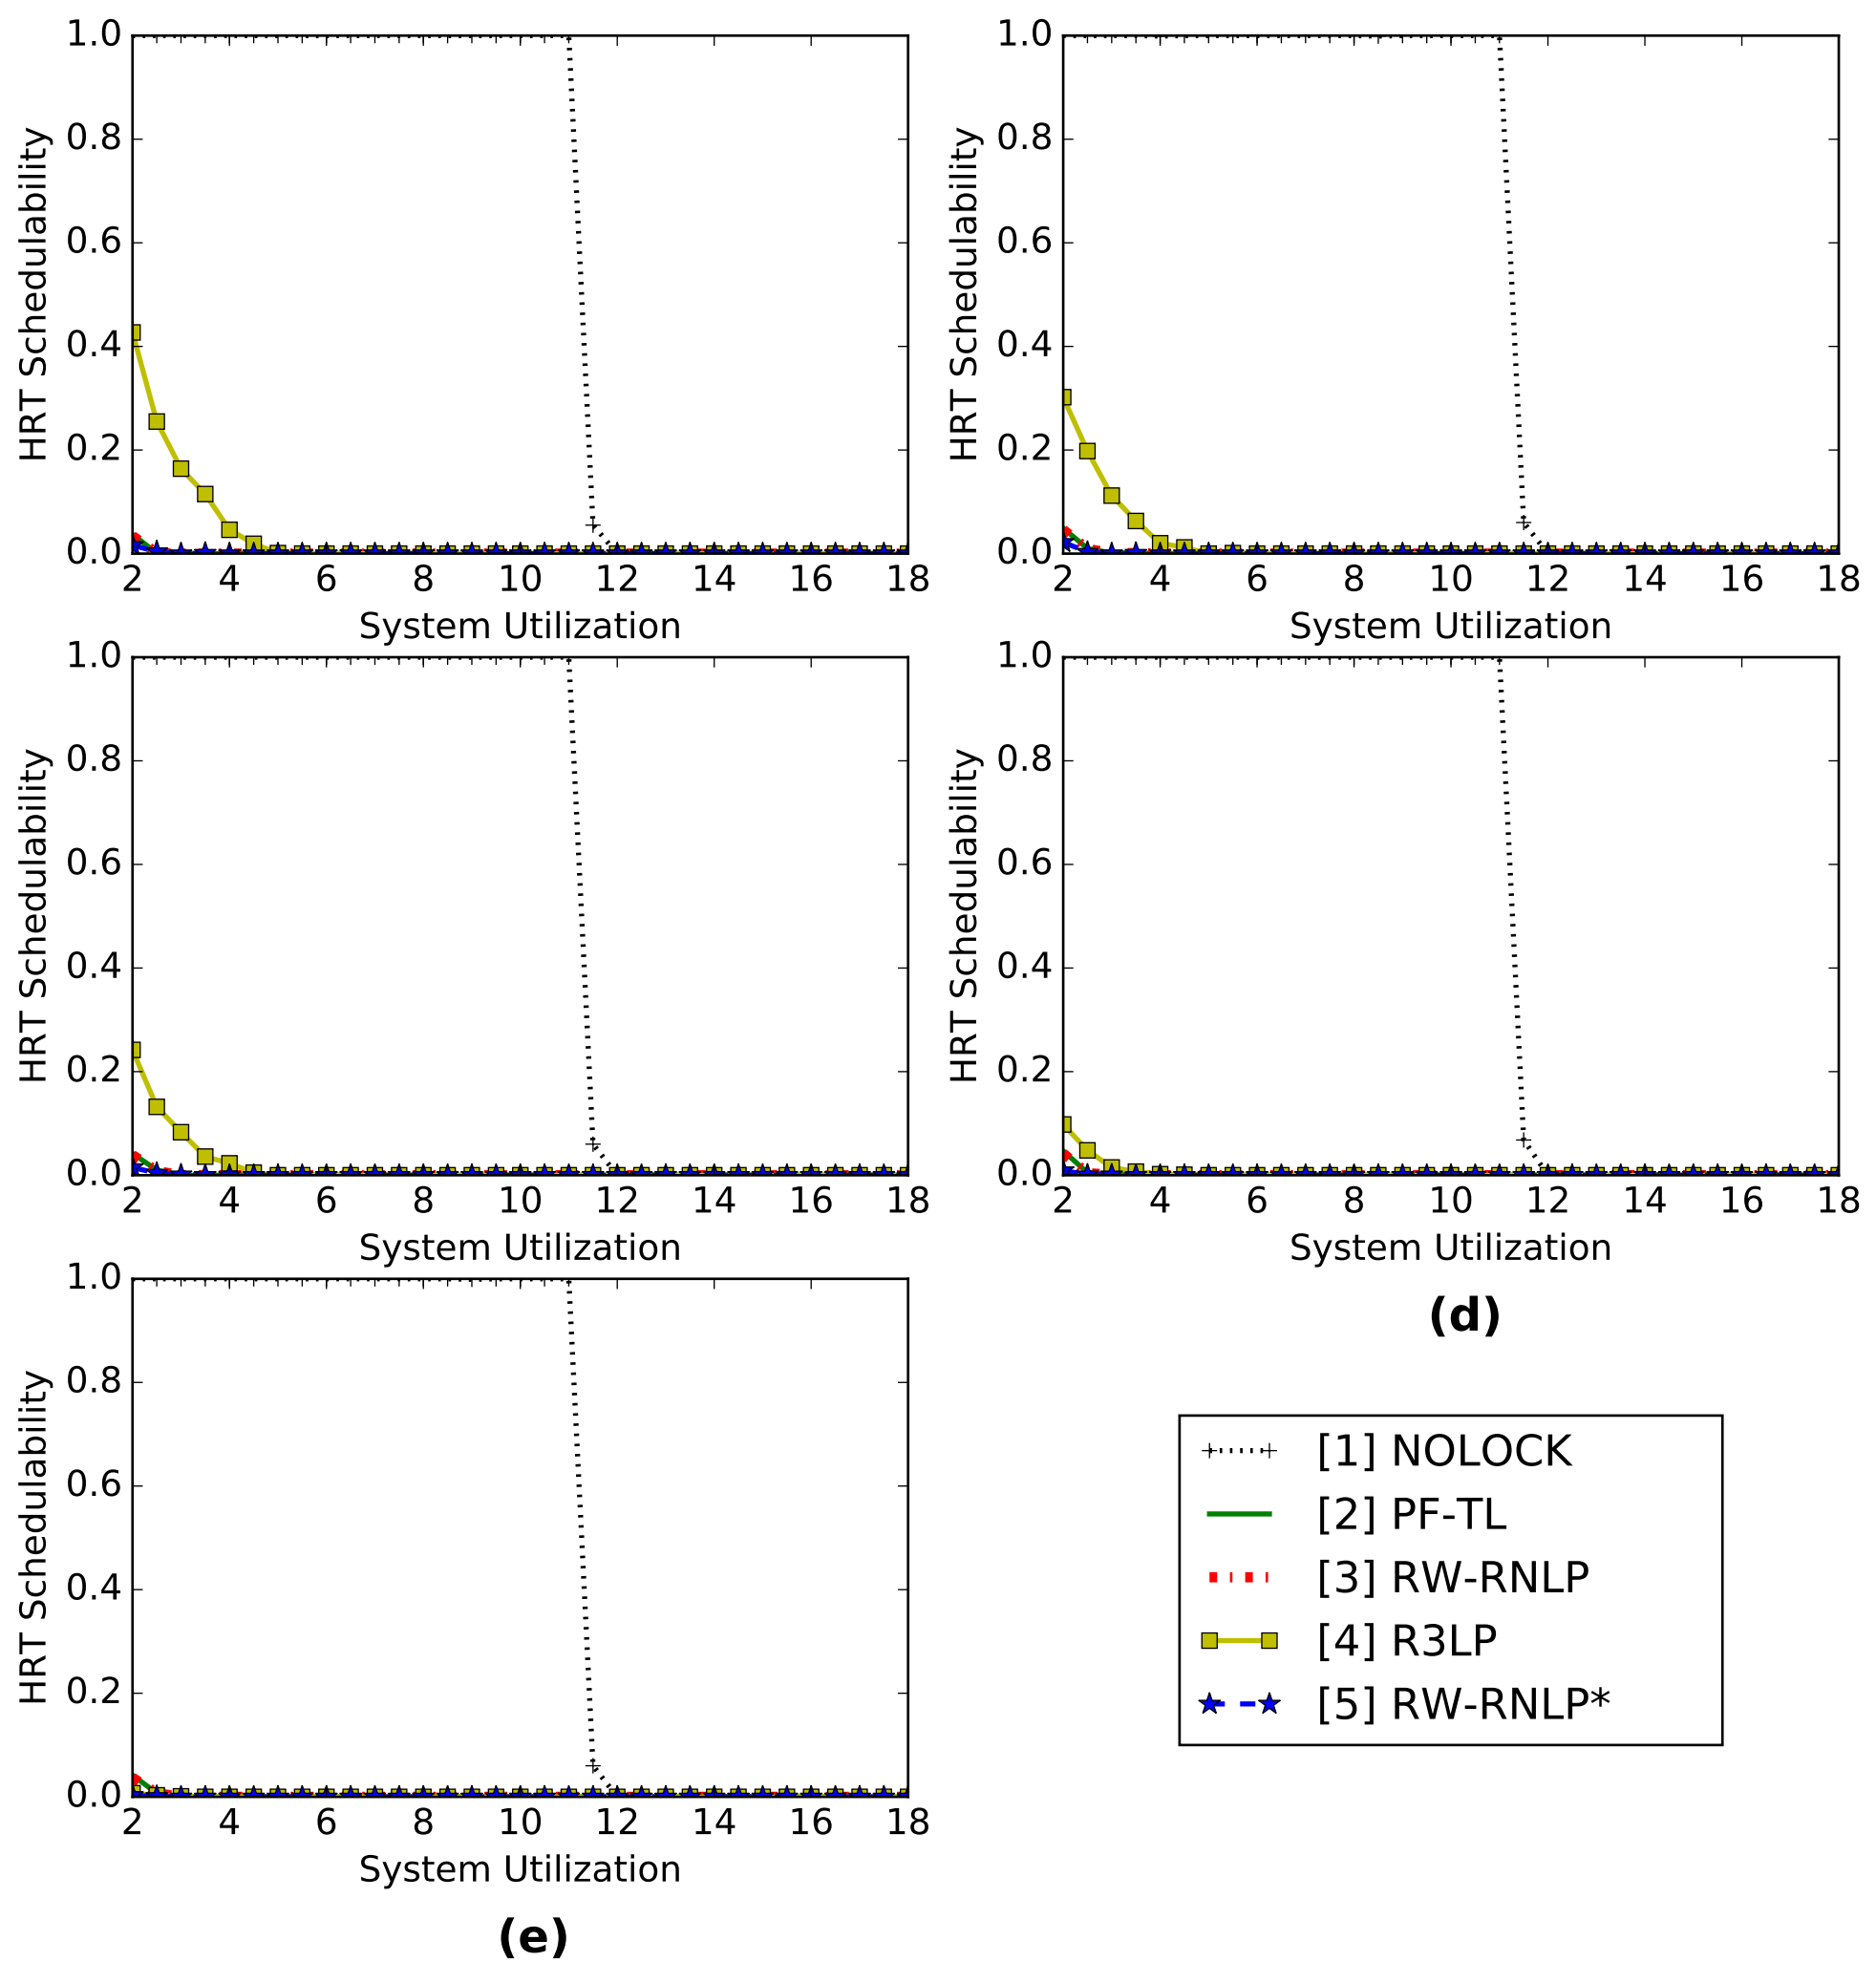 1.0
0.8
0.6
0.4
0.2
0.0
HRT Schedulability
2 4 6 8 10 12 14 16 18
System Utilization
1.0
0.8
0.6
0.4
0.2
0.0
HRT Schedulability
2 4 6 8 10 12 14 16 18
System Utilization
1.0
0.8
0.6
0.4
0.2
0.0
HRT Schedulability
2 4 6 8 10 12 14 16 18
System Utilization
1.0
0.8
0.6
0.4
0.2
0.0
HRT Schedulability
2 4 6 8 10 12 14 16 18
System Utilization
(d)
1.0
0.8
0.6
0.4
0.2
0.0
HRT Schedulability
2 4 6 8 10 12 14 16 18
System Utilization
(e)
[1] NOLOCK
[2] PF-TL
[3] RW-RNLP
[4] R3LP
[5] RW-RNLP*